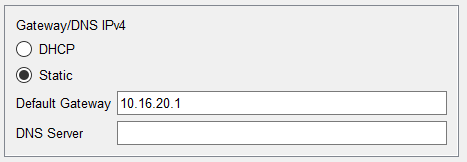 Gateway/DNS IPv4
DHCP
Static
Default Gateway 10.16.20.1
DNS Server